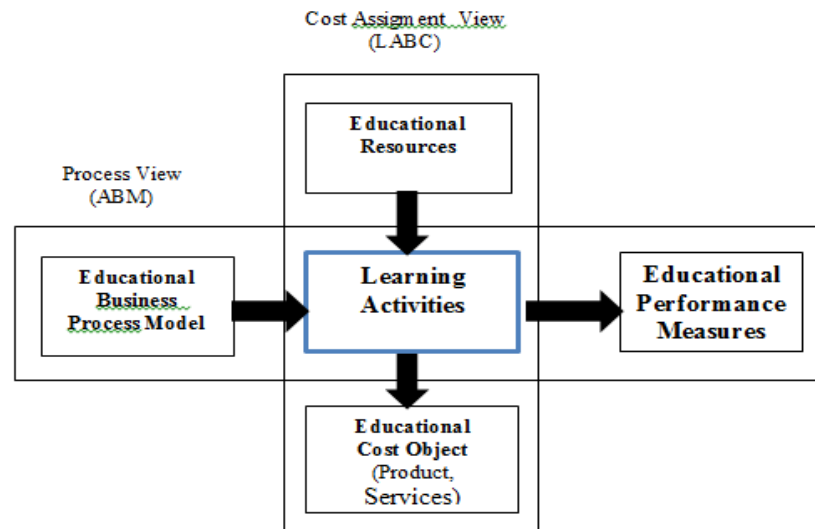 Cost Assigment View
(LABC)
Educational
Resources
Process View
(ABM)
Educational
Business
Process Model
Learning
Activities
Educational
Performance
Measures
Educational
Cost Object
(Product,
Services)